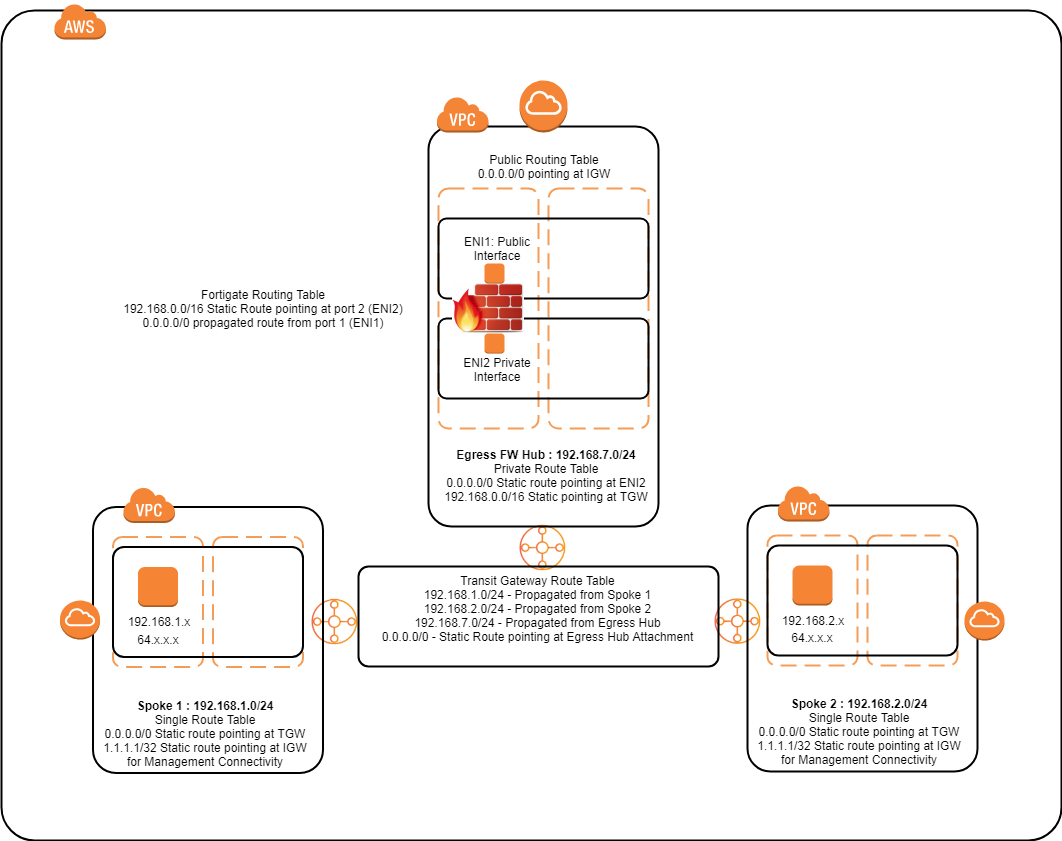 AWS
VPC
Public Routing Table
0.0.0.0/0 pointing at IGW
ENI1: Public
Interface
Fortigate Routing Table
192.168.0.0/16 Static Route pointing at port 2 (ENI2)
0.0.0.0/0 propagated route from port 1 (ENI1)
ENI2 Private
Interface
Egress FW Hub : 192.168.7.0/24
Private Route Table
0.0.0.0/0 Static route pointing at ENI2
192.168.0.0/16 Static pointing at TGW
VPC
192.168.1.x
64.x.x.x
Spoke 1 : 192.168.1.0/24
Single Route Table
0.0.0.0/0 Static route pointing at TGW
1.1.1.1/32 Static route pointing at IGW
for Management Connectivity
Transit Gateway Route Table
192.168.1.0/24 - Propagated from Spoke 1
192.168.2.0/24 - Propagated from Spoke 2
192.168.7.0/24 - Propagated from Egress Hub
0.0.0.0/0 - Static Route pointing at Egress Hub Attachment
VPC
192.168.2.x
64.x.x.x
Spoke 2 : 192.168.2.0/24
Single Route Table
0.0.0.0/0 Static route pointing at TGW
1.1.1.1/32 Static route pointing at IGW
for Management Connectivity